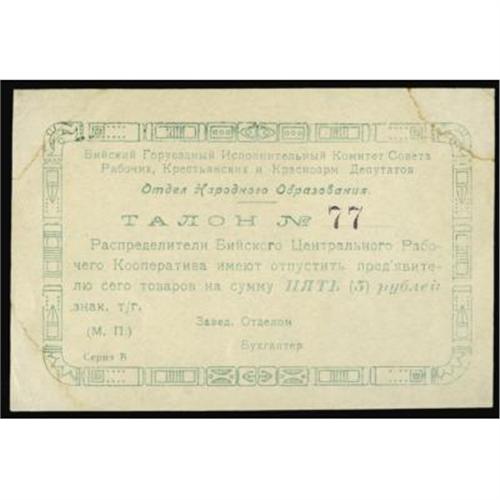 Бийский Горуездный Исполнительный Комитет Совета
Рабочих, Крестьянских и Красноарм Депутатов
Отдел Народного Образования.
ТАЛОН № 77
Распределители Бийского Центрального Рабо-
чего Кооператива имеют отпустить пред'явите-
лю сего товаров на сумму ПЯТЬ (5) рублей
знак. т/г.
Завед. Отделом
(М. П.)
Бухгалтер
Серия В